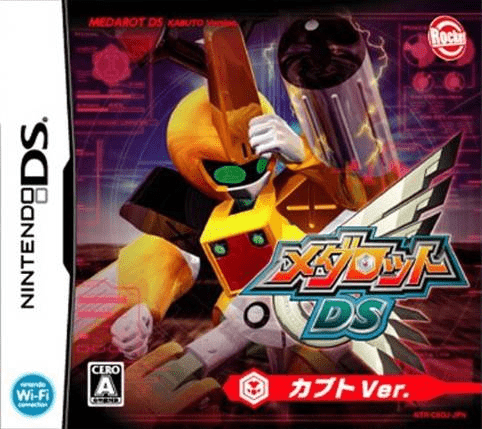 MEDAROT DS KABUTO Version
Rocket
NINTENDO DS
メダロット
DS
Nintendo
Wi-Fi
connection
CERO
A
カブト Ver.